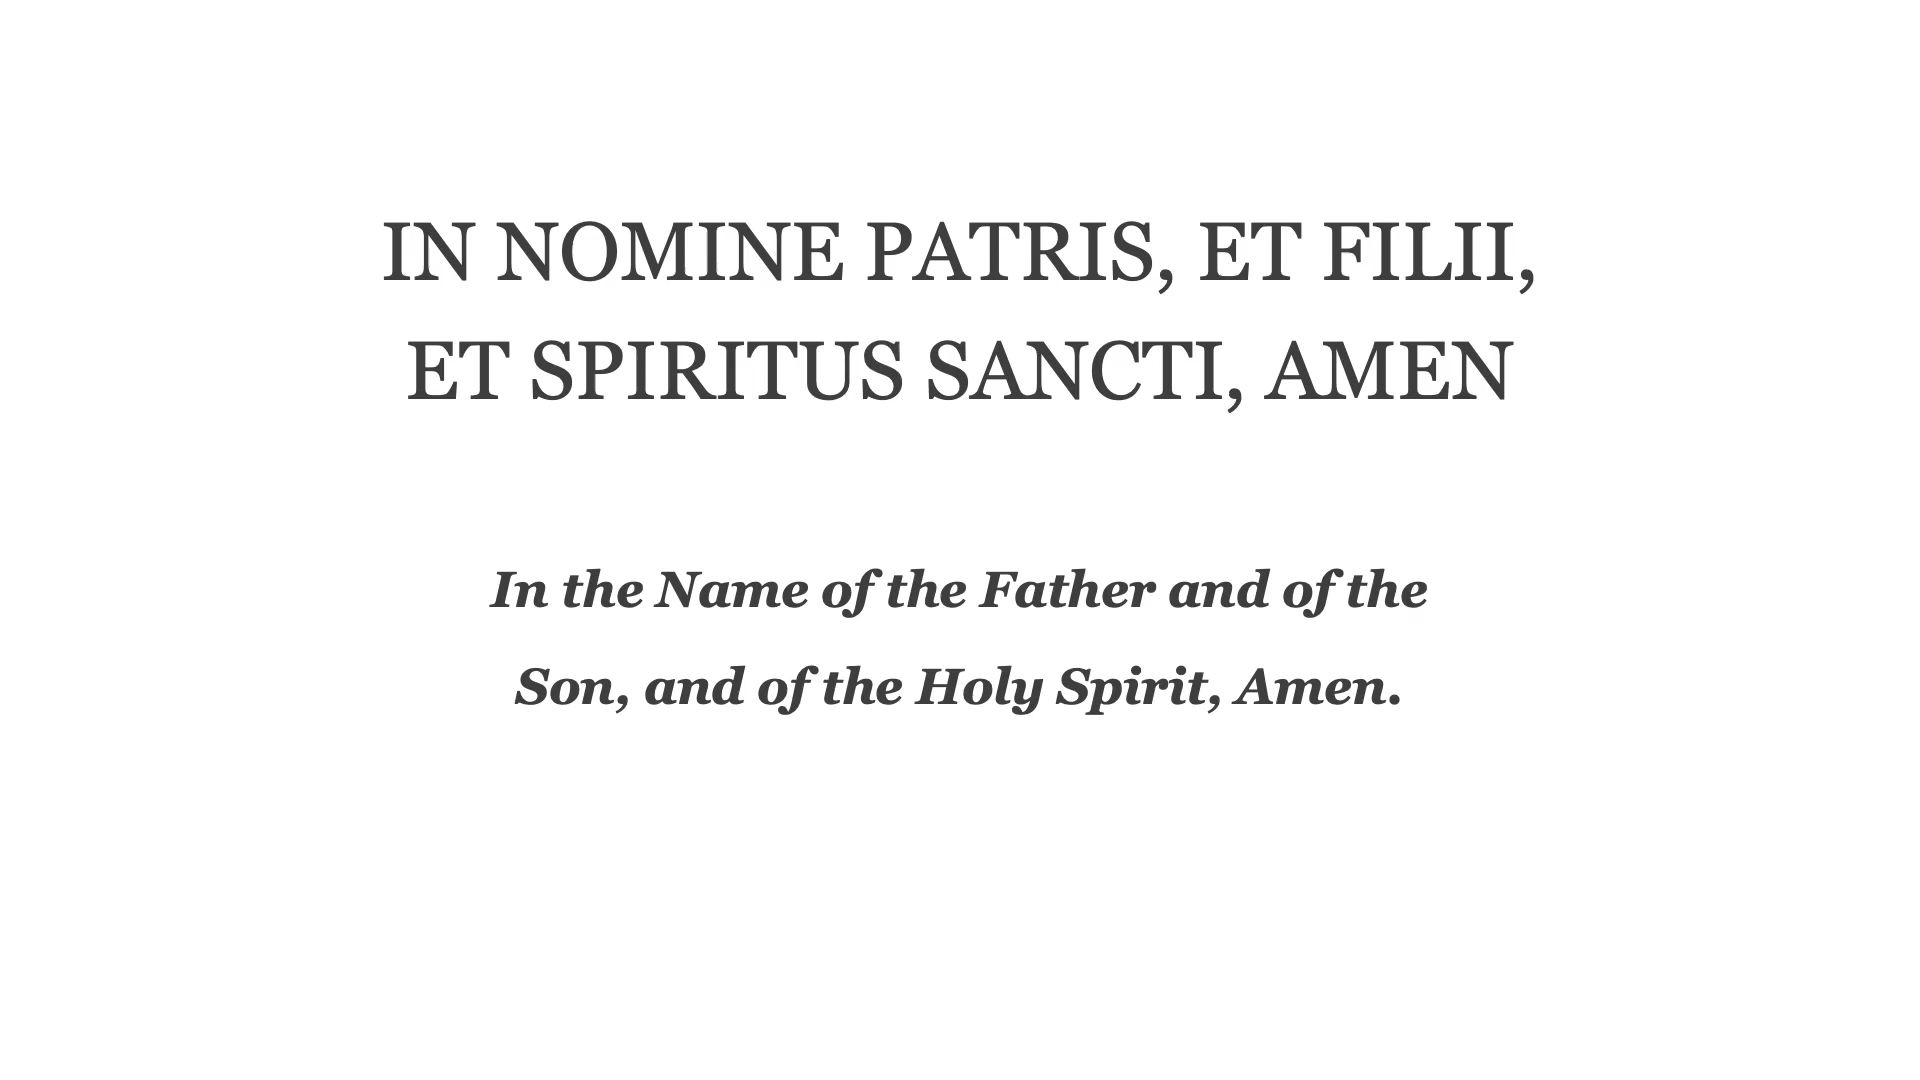 IN NOMINE PATRIS, ET FILII,
ET SPIRITUS SANCTI, AMEN
In the Name of the Father and of the
Son, and of the Holy Spirit, Amen.